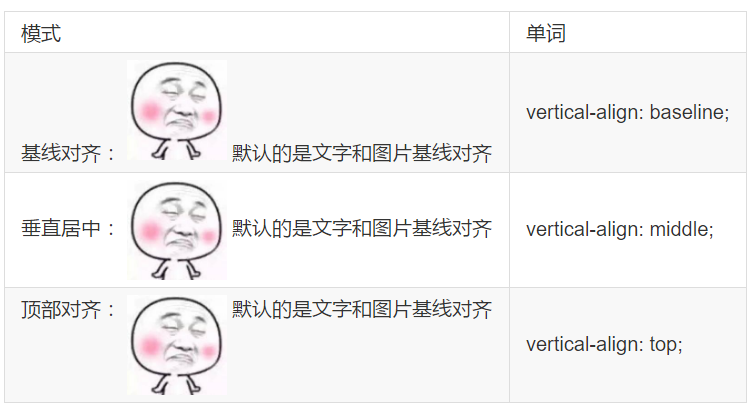 模式 单词
基线对齐： 默认的是文字和图片基线对齐 vertical-align: baseline;
垂直居中： 默认的是文字和图片基线对齐 vertical-align: middle;
顶部对齐： 默认的是文字和图片基线对齐 vertical-align: top;